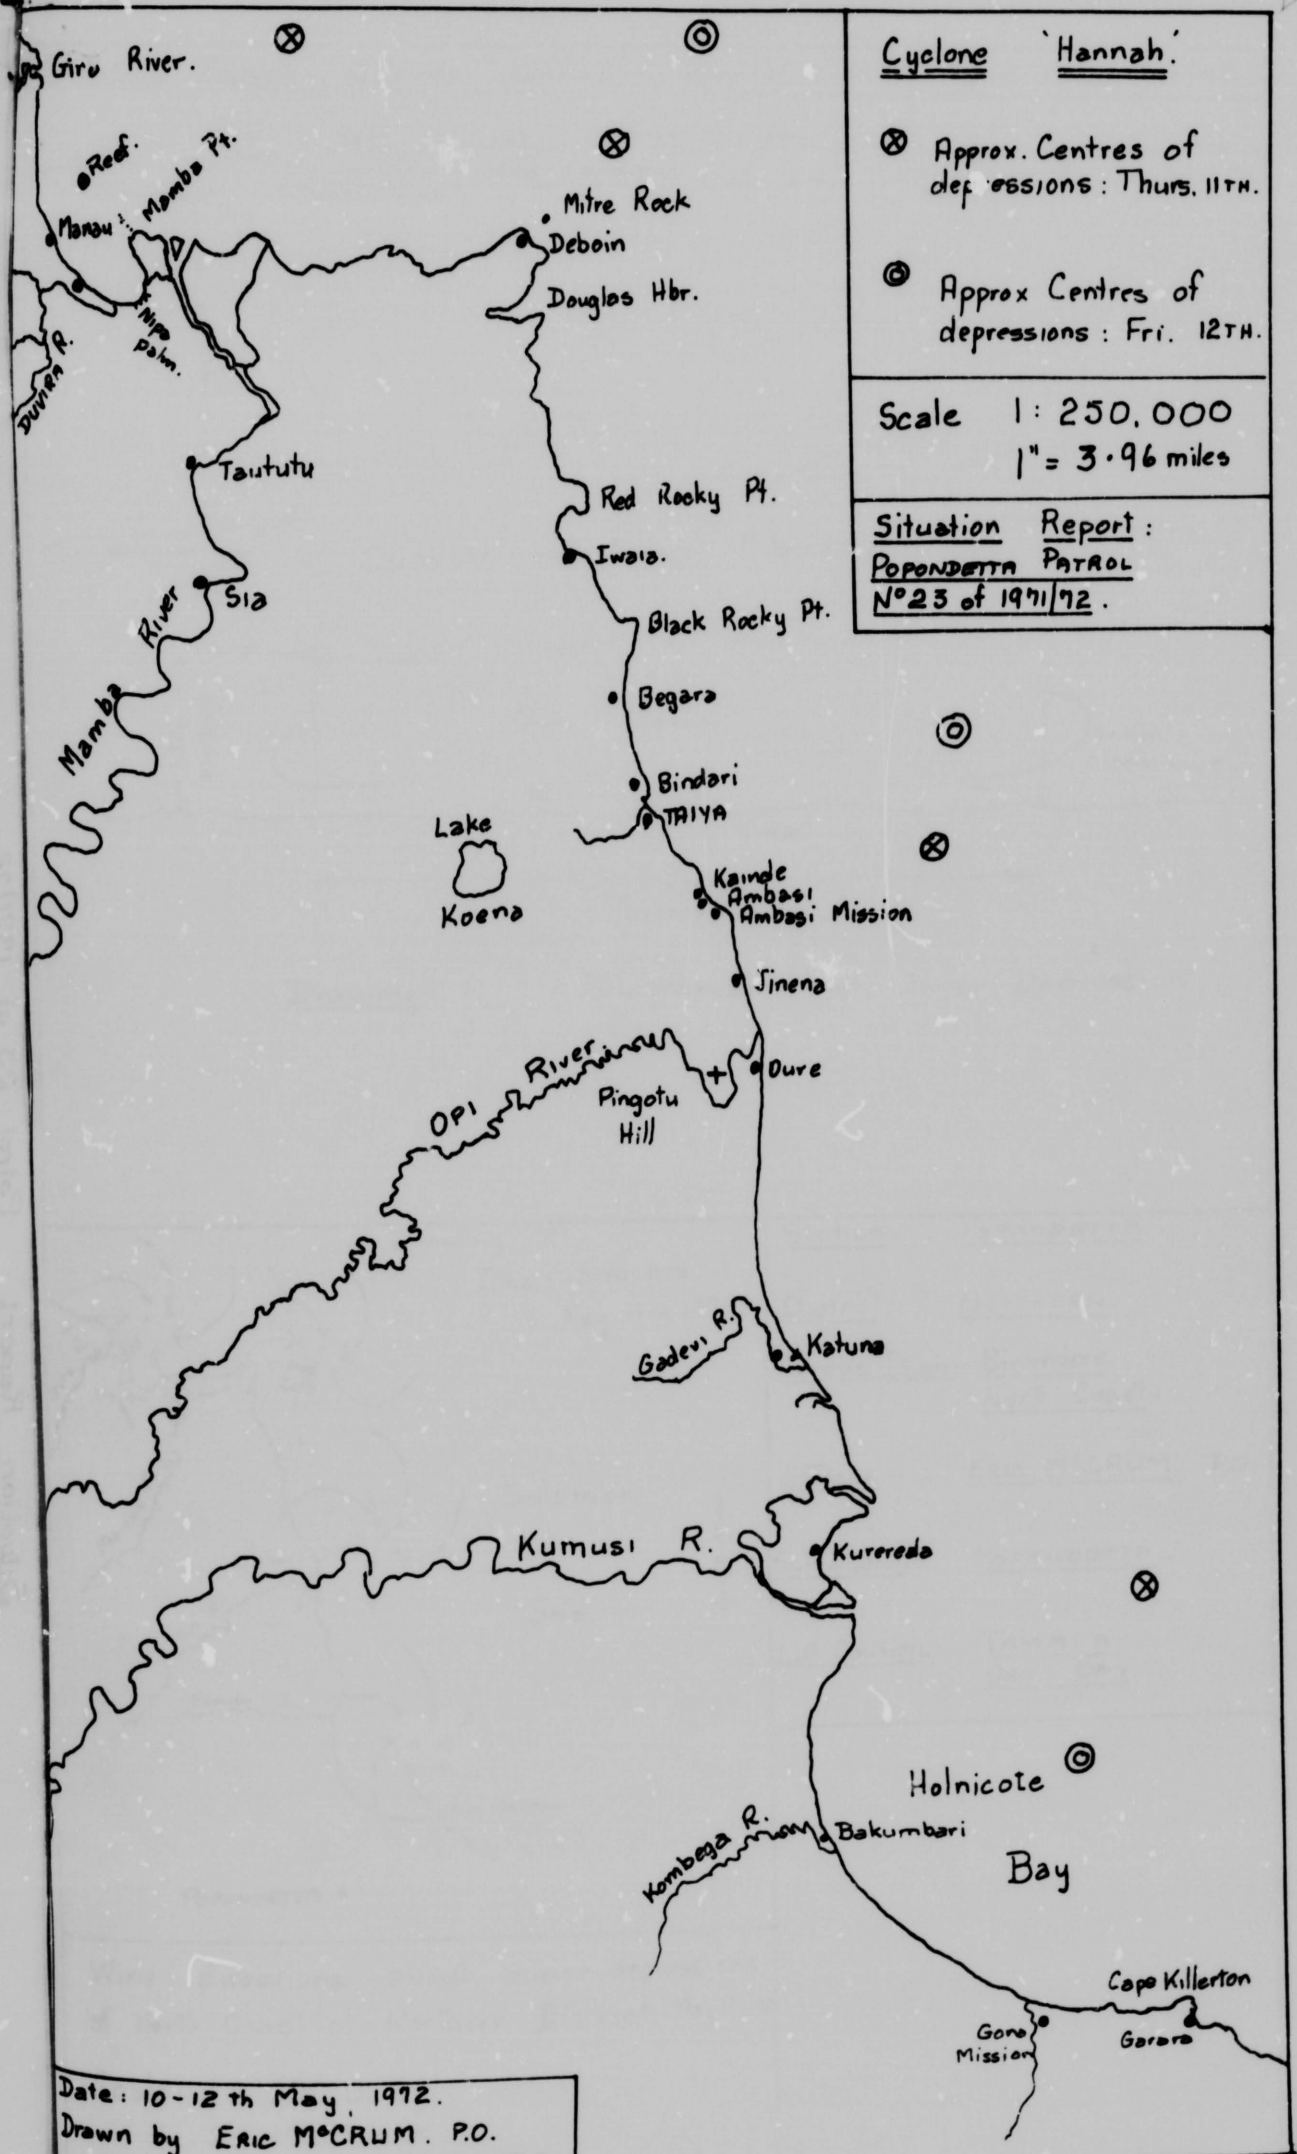 Cyclone 'Hannah'.
Approx. Centres of
depressions : Thurs. 11TH.
Approx Centres of
depressions : Fri. 12TH.
Scale 1 : 250,000
1" = 3.96 miles
Situation Report :
POPONDETTA PATROL
No 23 of 1971/72.
Giru River.
Reef.
Mamba Pt.
Manau
Nipa
palm.
DUVIRA R.
Mitre Rock
Deboin
Douglas Hbr.
Taututu
Sia
Mamba River
Red Rocky Pt.
Iwaia.
Black Rocky Pt.
Begara
Bindari
TAIYA
Lake
Koena
Kainde
Ambasi
Ambasi Mission
Jinena
Opi River
Pingotu
Hill
Dure
Gadevi R.
Katuna
Kumusi R.
Kurereda
Holnicote
Bay
Kombega R.
Bakumbari
Cape Killerton
Gona
Mission
Garara
Date: 10-12th May, 1972.
Drawn by ERIC McCRUM. P.O.